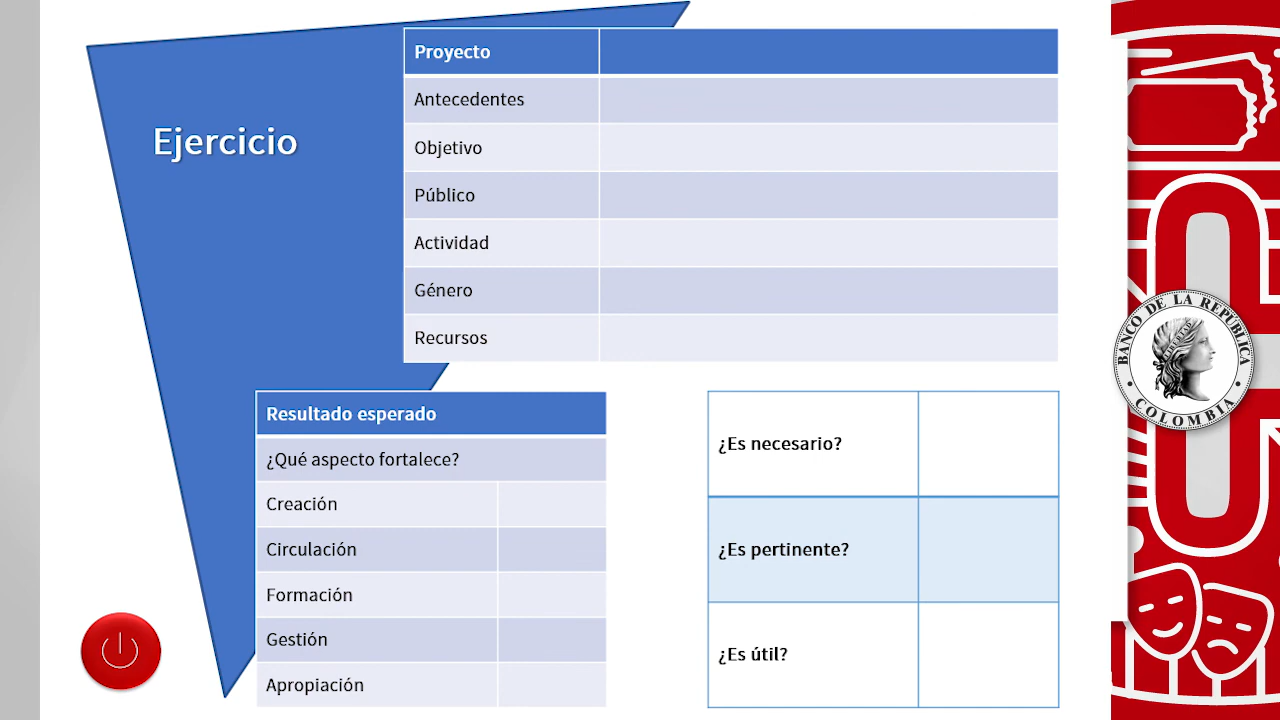 Ejercicio
Proyecto
Antecedentes
Objetivo
Público
Actividad
Género
Recursos
Resultado esperado
¿Qué aspecto fortalece?
Creación
Circulación
Formación
Gestión
Apropiación
¿Es necesario?
¿Es pertinente?
¿Es útil?
BANCO DE LA REPÚBLICA
COLOMBIA
LIBERTAD